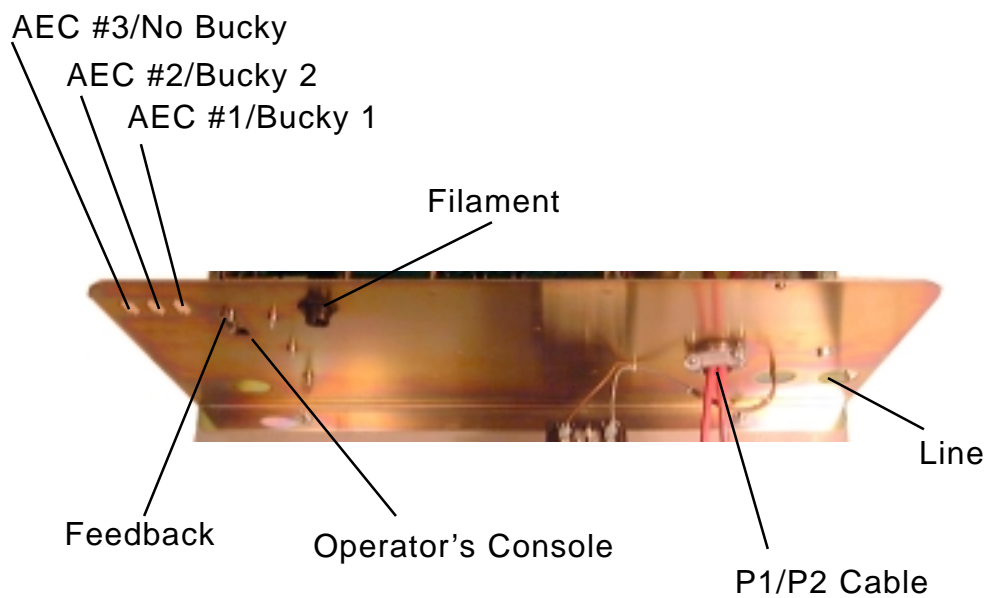 AEC #3/No Bucky
AEC #2/Bucky 2
AEC #1/Bucky 1
Filament
Line
Feedback
Operator's Console
P1/P2 Cable